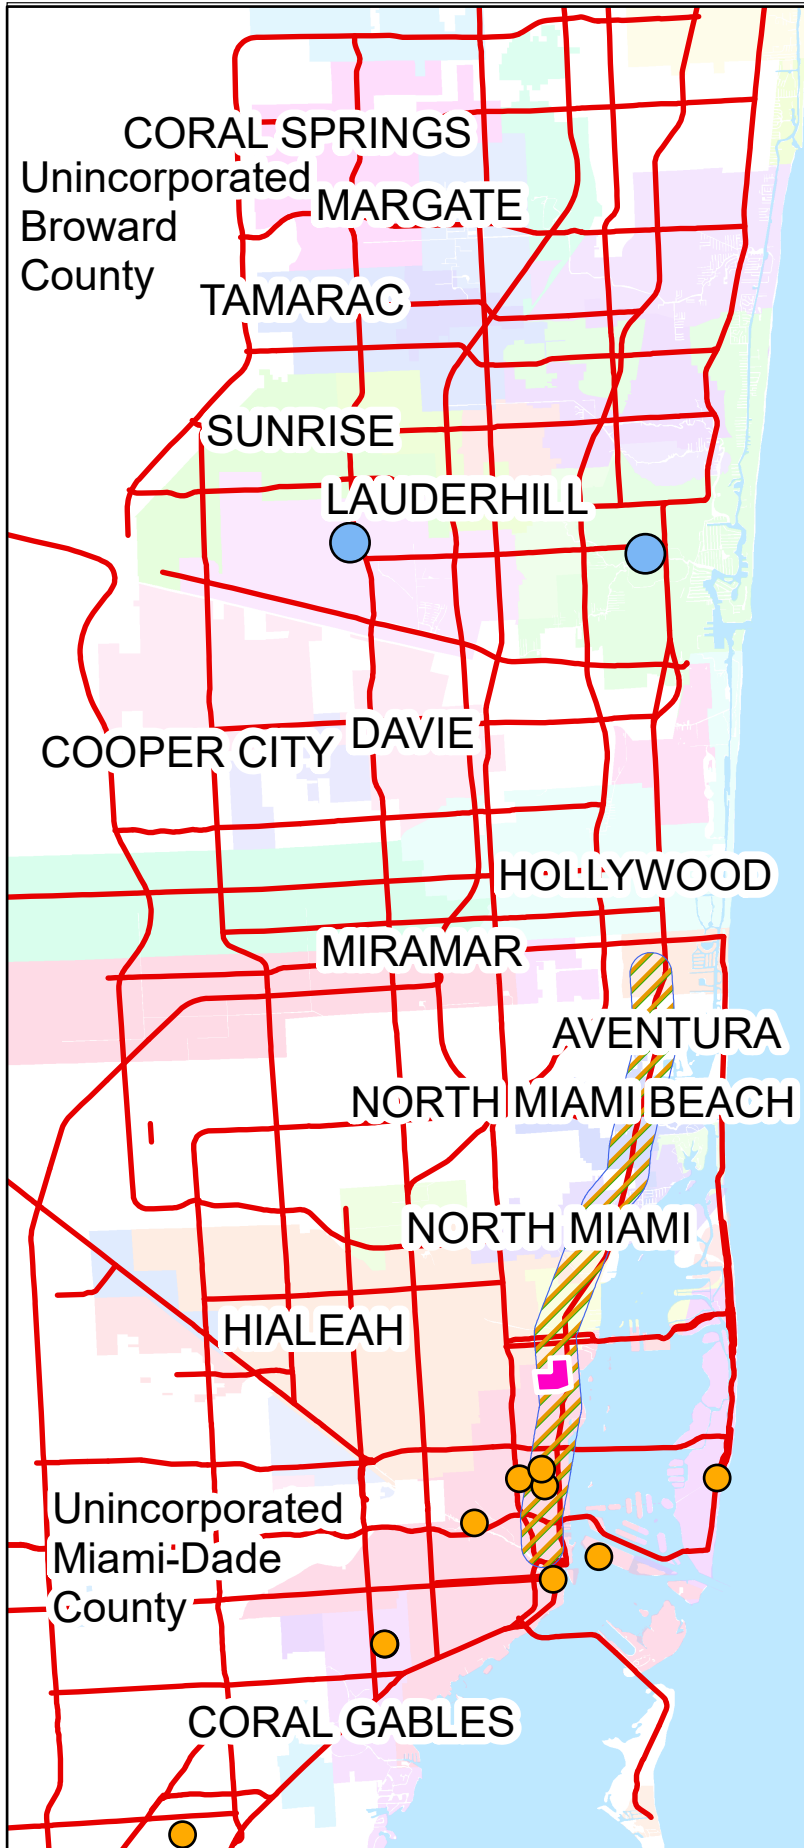 CORAL SPRINGS
Unincorporated
Broward
County
MARGATE
TAMARAC
SUNRISE
LAUDERHILL
DAVIE
COOPER CITY
HOLLYWOOD
MIRAMAR
AVENTURA
NORTH MIAMI BEACH
NORTH MIAMI
HIALEAH
Unincorporated
Miami-Dade
County
CORAL GABLES